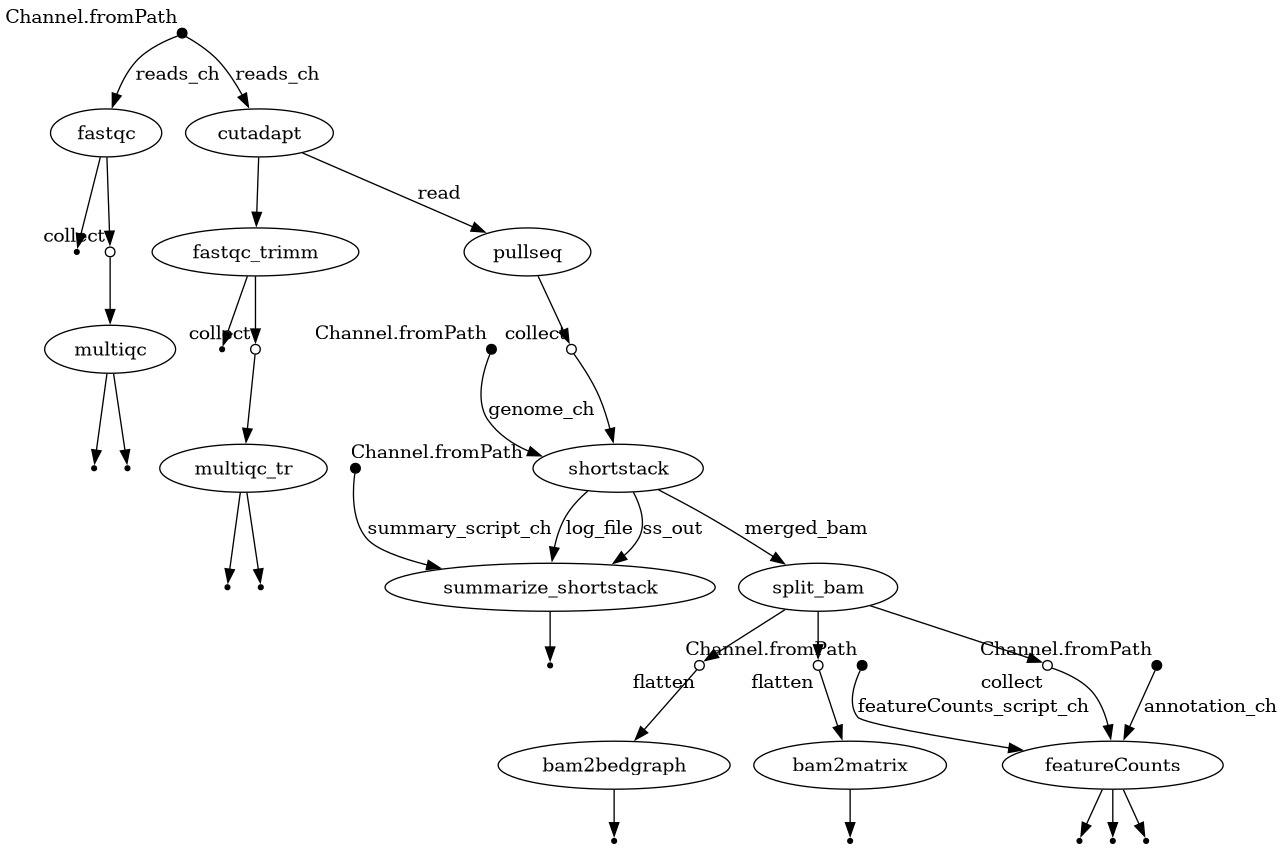 Channel.fromPath
reads_ch
reads_ch
fastqc
cutadapt
read
collect
fastqc_trimm
pullseq
collect
Channel.fromPath
collect
multiqc
genome_ch
Channel.fromPath
multiqc_tr
shortstack
summary_script_ch
log_file
ss_out
merged_bam
summarize_shortstack
split_bam
Channel.fromPath
Channel.fromPath
flatten
flatten
collect
featureCounts_script_ch
annotation_ch
bam2bedgraph
bam2matrix
featureCounts